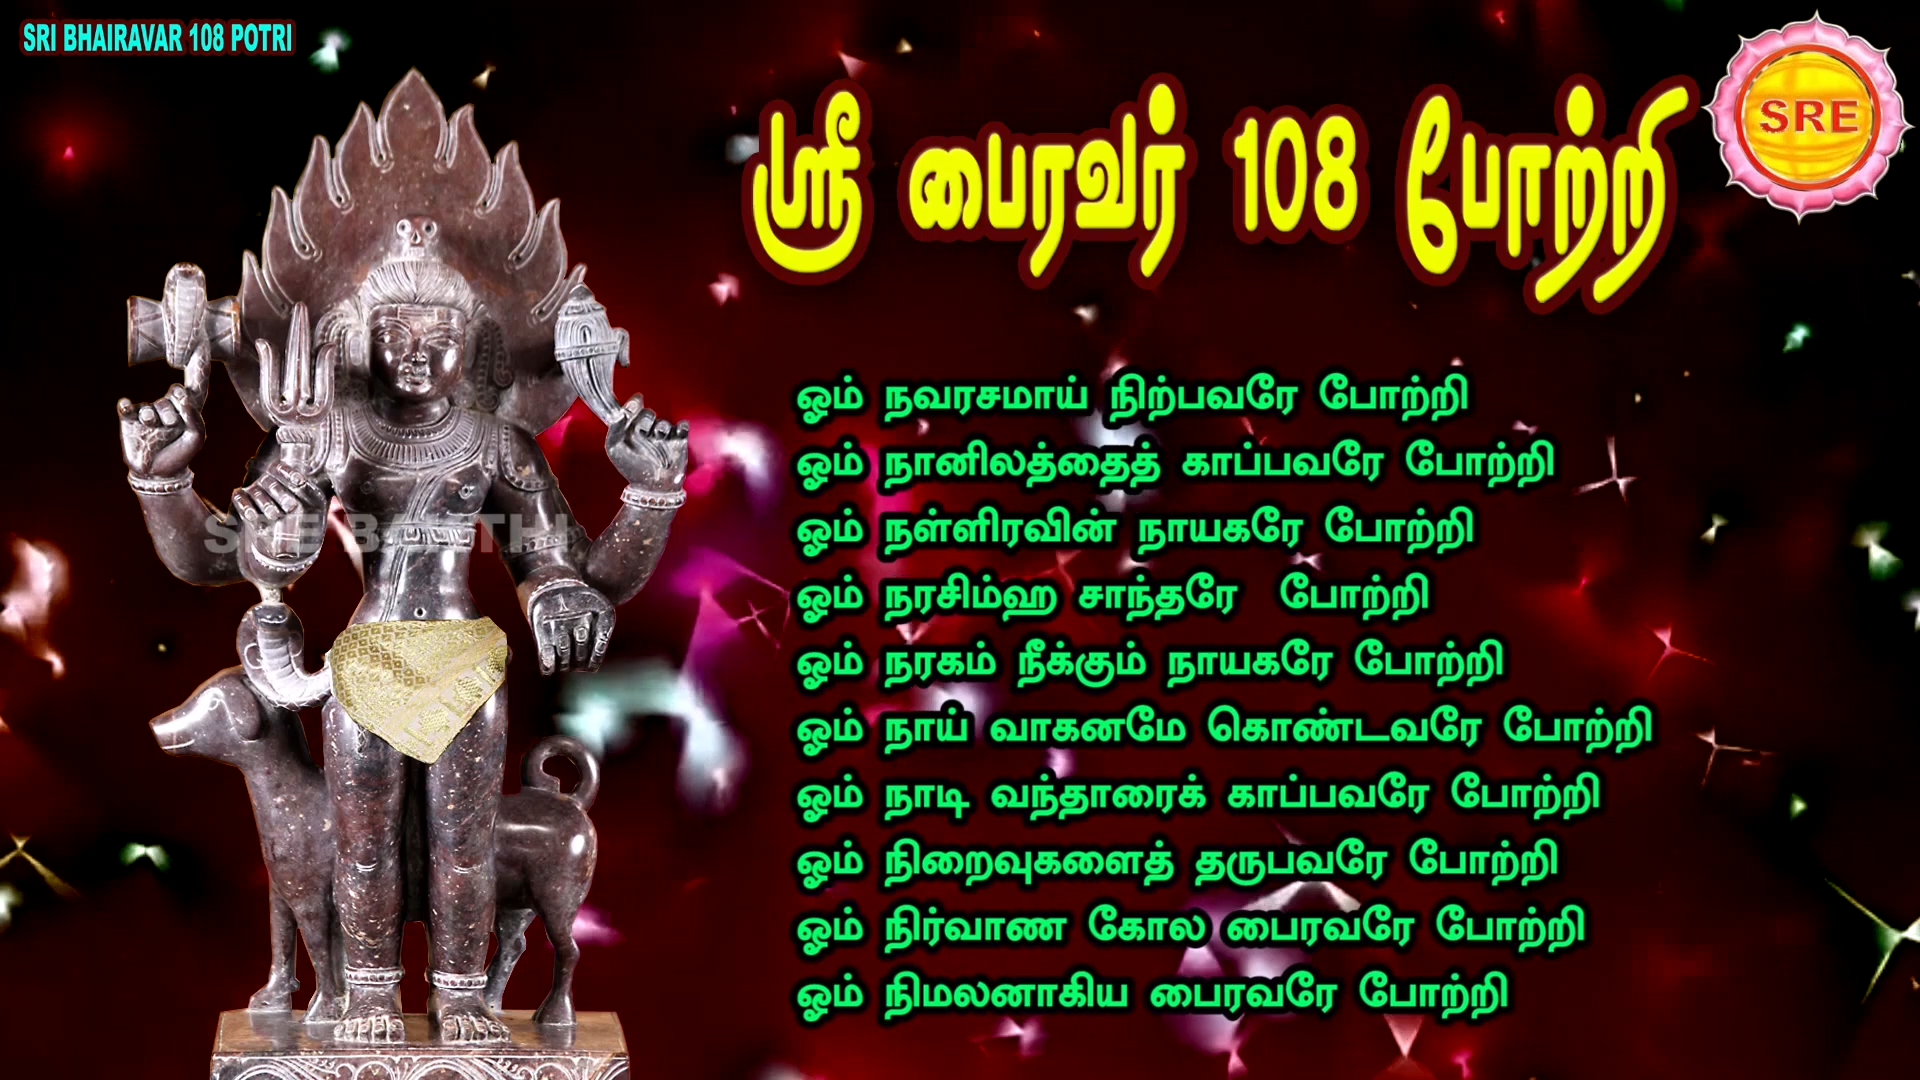 SRI BHAIRAVAR 108 POTRI
SRE
ஸ்ரீ பைரவர் 108 போற்றி
ஓம் நவரசமாய் நிற்பவரே போற்றி
ஓம் நானிலத்தைத் காப்பவரே போற்றி
ஓம் நள்ளிரவின் நாயகரே போற்றி
ஓம் நரசிம்ஹ சாந்தரே போற்றி
ஓம் நரகம் நீக்கும் நாயகரே போற்றி
ஓம் நாய் வாகனமே கொண்டவரே போற்றி
ஓம் நாடி வந்தாரைக் காப்பவரே போற்றி
ஓம் நிறைவுகளைத் தருபவரே போற்றி
ஓம் நிர்வாண கோல பைரவரே போற்றி
ஓம் நிமலனாகிய பைரவரே போற்றி